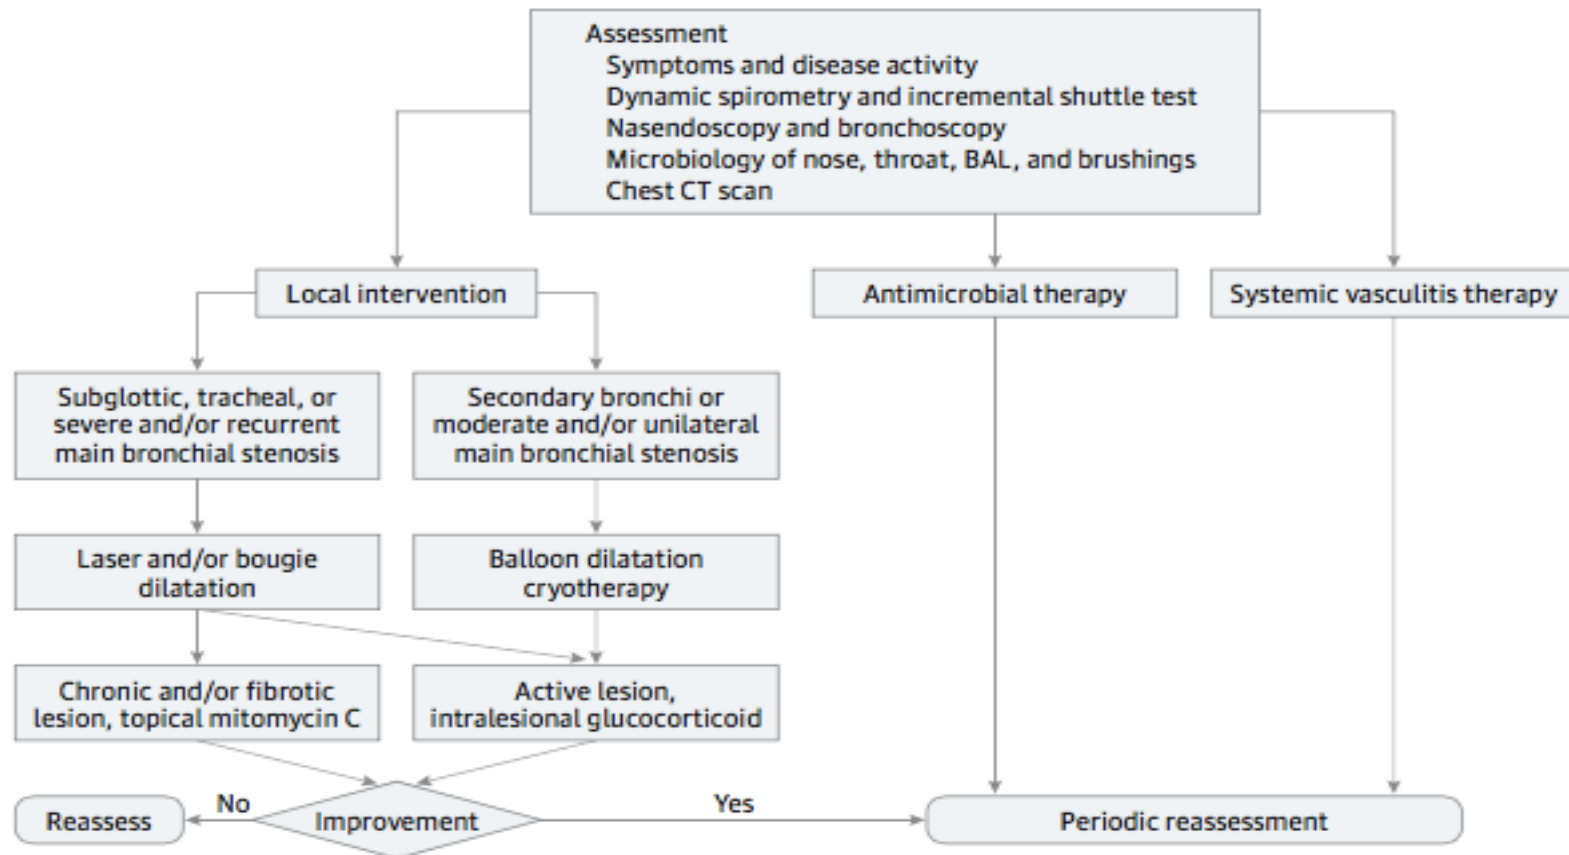 Assessment
Symptoms and disease activity
Dynamic spirometry and incremental shuttle test
Nasendoscopy and bronchoscopy
Microbiology of nose, throat, BAL, and brushings
Chest CT scan
Local intervention
Antimicrobial therapy
Systemic vasculitis therapy
Subglottic, tracheal, or
severe and/or recurrent
main bronchial stenosis
Secondary bronchi or
moderate and/or unilateral
main bronchial stenosis
Laser and/or bougie
dilatation
Balloon dilatation
cryotherapy
Chronic and/or fibrotic
lesion, topical mitomycin C
Active lesion,
intralesional glucocorticoid
Reassess
No
Improvement
Yes
Periodic reassessment